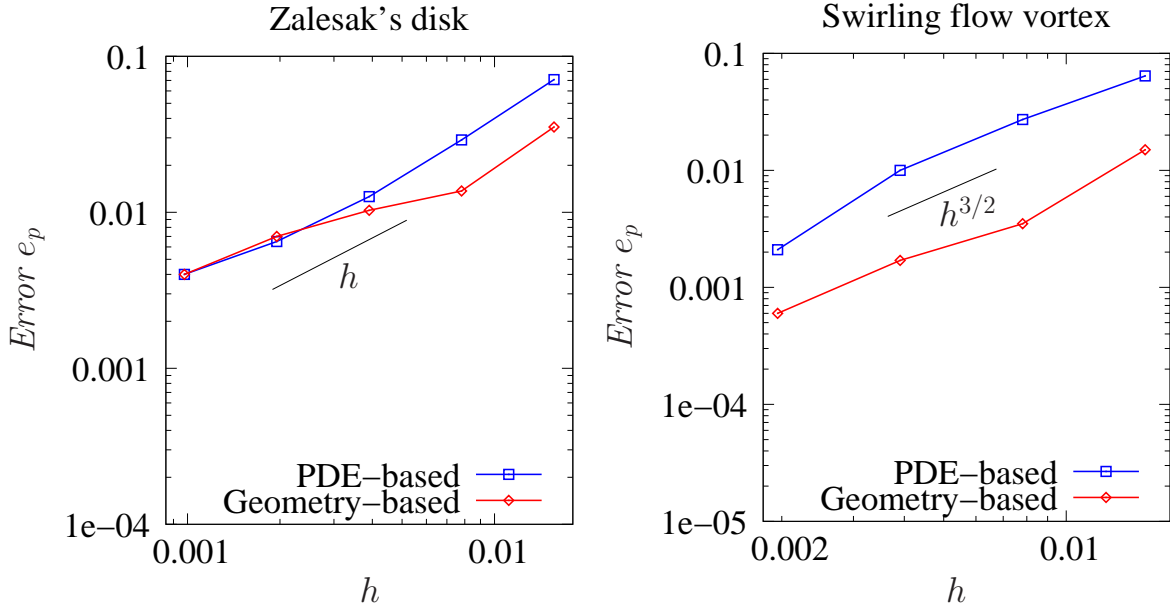 Zalesak's disk
0.1
0.01
0.001
1e−04
Error e_p
h
PDE−based
Geometry−based
0.001
0.01
h
Swirling flow vortex
0.1
0.01
0.001
1e−04
1e−05
Error e_p
h^{3/2}
PDE−based
Geometry−based
0.002
0.01
h